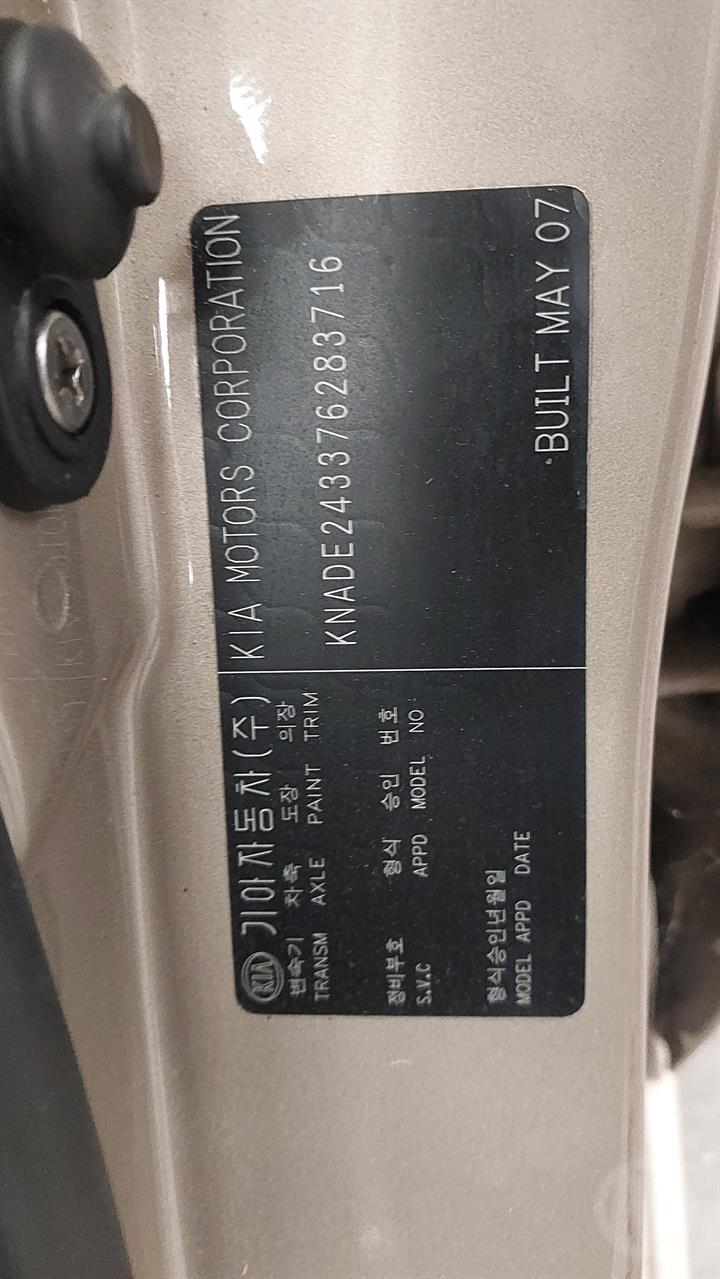 KIA 기아자동차(주) KIA MOTORS CORPORATION
변속기 차축 도장 의장
TRANSM AXLE PAINT TRIM
KNADE243376283716
장비부호 형식 승인 번호
S.V.C APPD MODEL NO
형식승인년월일
MODEL APPD DATE
BUILT MAY 07